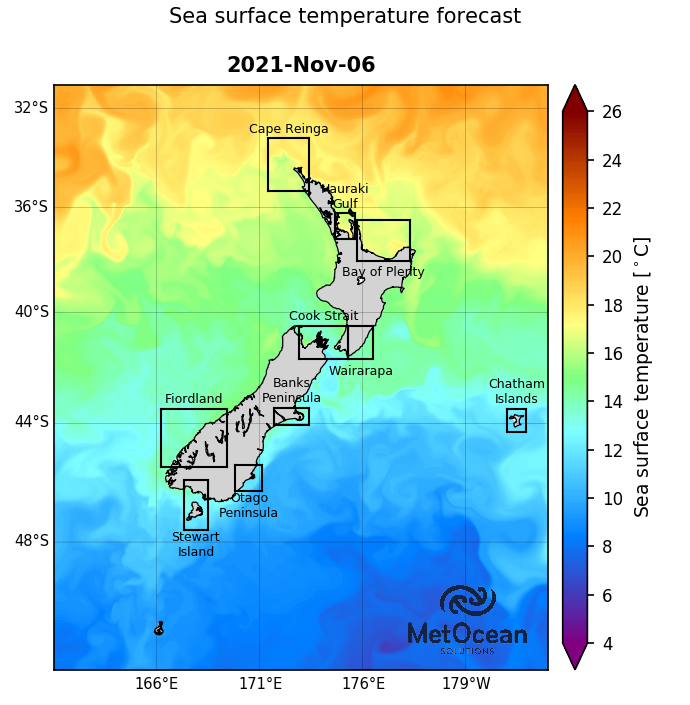 Sea surface temperature forecast
2021-Nov-06
32°S
36°S
40°S
44°S
48°S
166°E
171°E
176°E
179°W
Cape Reinga
Hauraki
Gulf
Bay of Plenty
Cook Strait
Wairarapa
Banks
Peninsula
Fiordland
Chatham
Islands
Otago
Peninsula
Stewart
Island
MetOcean
SOLUTIONS
26
24
22
20
18
16
14
12
10
8
6
4
Sea surface temperature [°C]